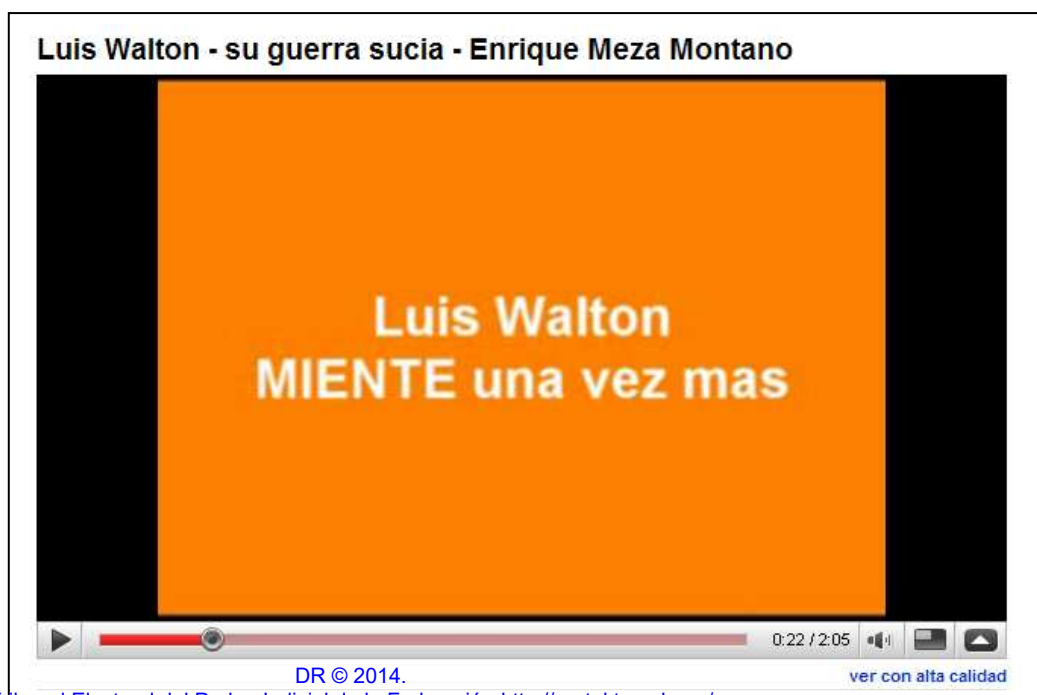 Luis Walton - su guerra sucia - Enrique Meza Montano
Luis Walton
MIENTE una vez mas
0:22 / 2:05
DR © 2014.
ver con alta calidad